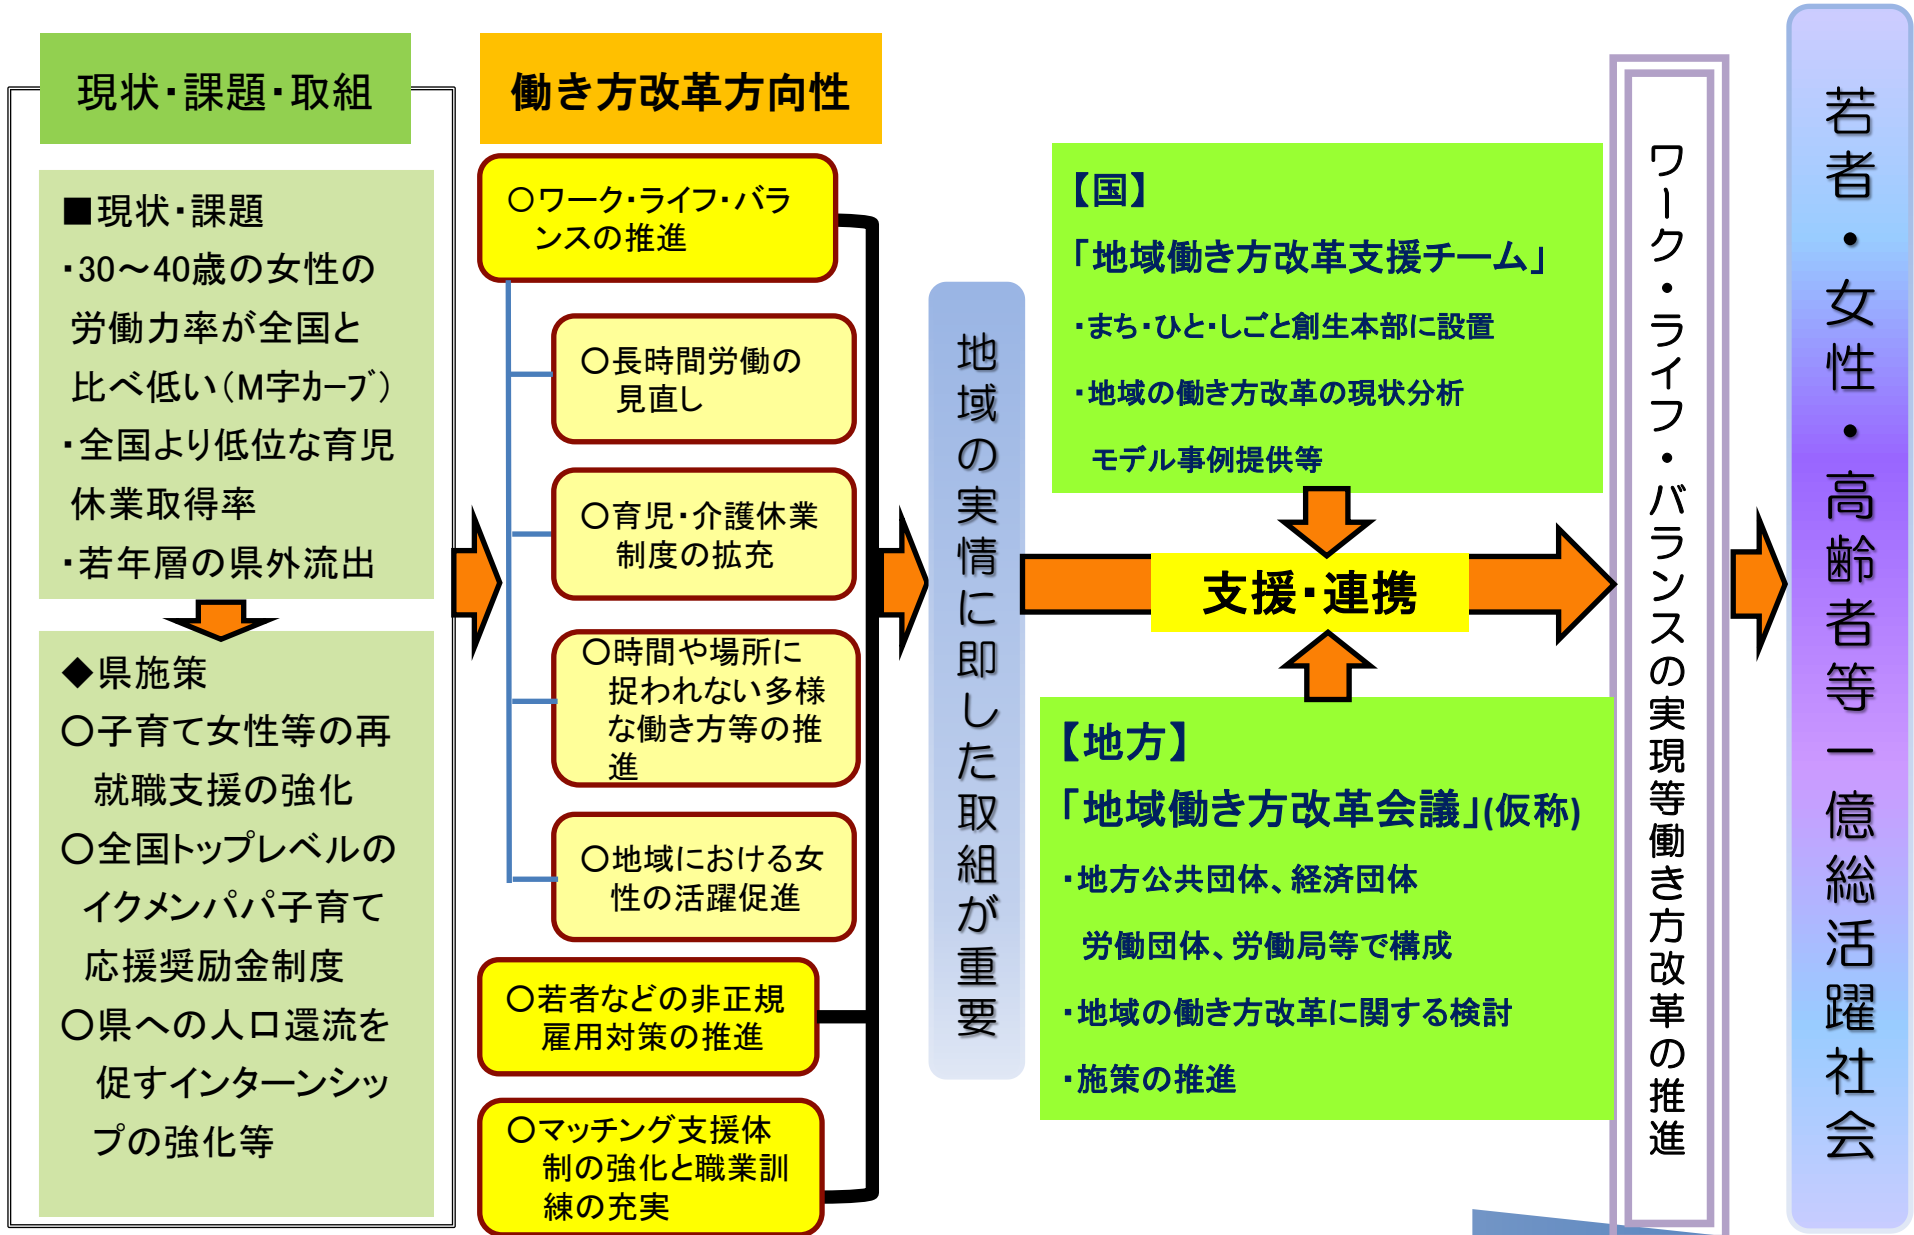 現状・課題・取組
■現状・課題
・30～40歳の女性の
労働力率が全国と
比べ低い（M字ｶｰﾌﾞ）
・全国より低位な育児
休業取得率
・若年層の県外流出
◆県施策
○子育て女性等の再
就職支援の強化
○全国トップレベルの
イクメンパパ子育て
応援奨励金制度
○県への人口還流を
促すインターンシッ
プの強化等
働き方改革方向性
○ワーク・ライフ・バラ
ンスの推進
○長時間労働の
見直し
○育児・介護休業
制度の拡充
○時間や場所に
捉われない多様
な働き方等の推
進
○地域における女
性の活躍促進
○若者などの非正規
雇用対策の推進
○マッチング支援体
制の強化と職業訓
練の充実
地域の実情に即した取組が重要
【国】
「地域働き方改革支援チーム」
・まち・ひと・しごと創生本部に設置
・地域の働き方改革の現状分析
モデル事例提供等
支援・連携
【地方】
「地域働き方改革会議」(仮称)
・地方公共団体、経済団体
労働団体、労働局等で構成
・地域の働き方改革に関する検討
・施策の推進
ワーク・ライフ・バランスの実現等働き方改革の推進
若者・女性・高齢者等一億総活躍社会